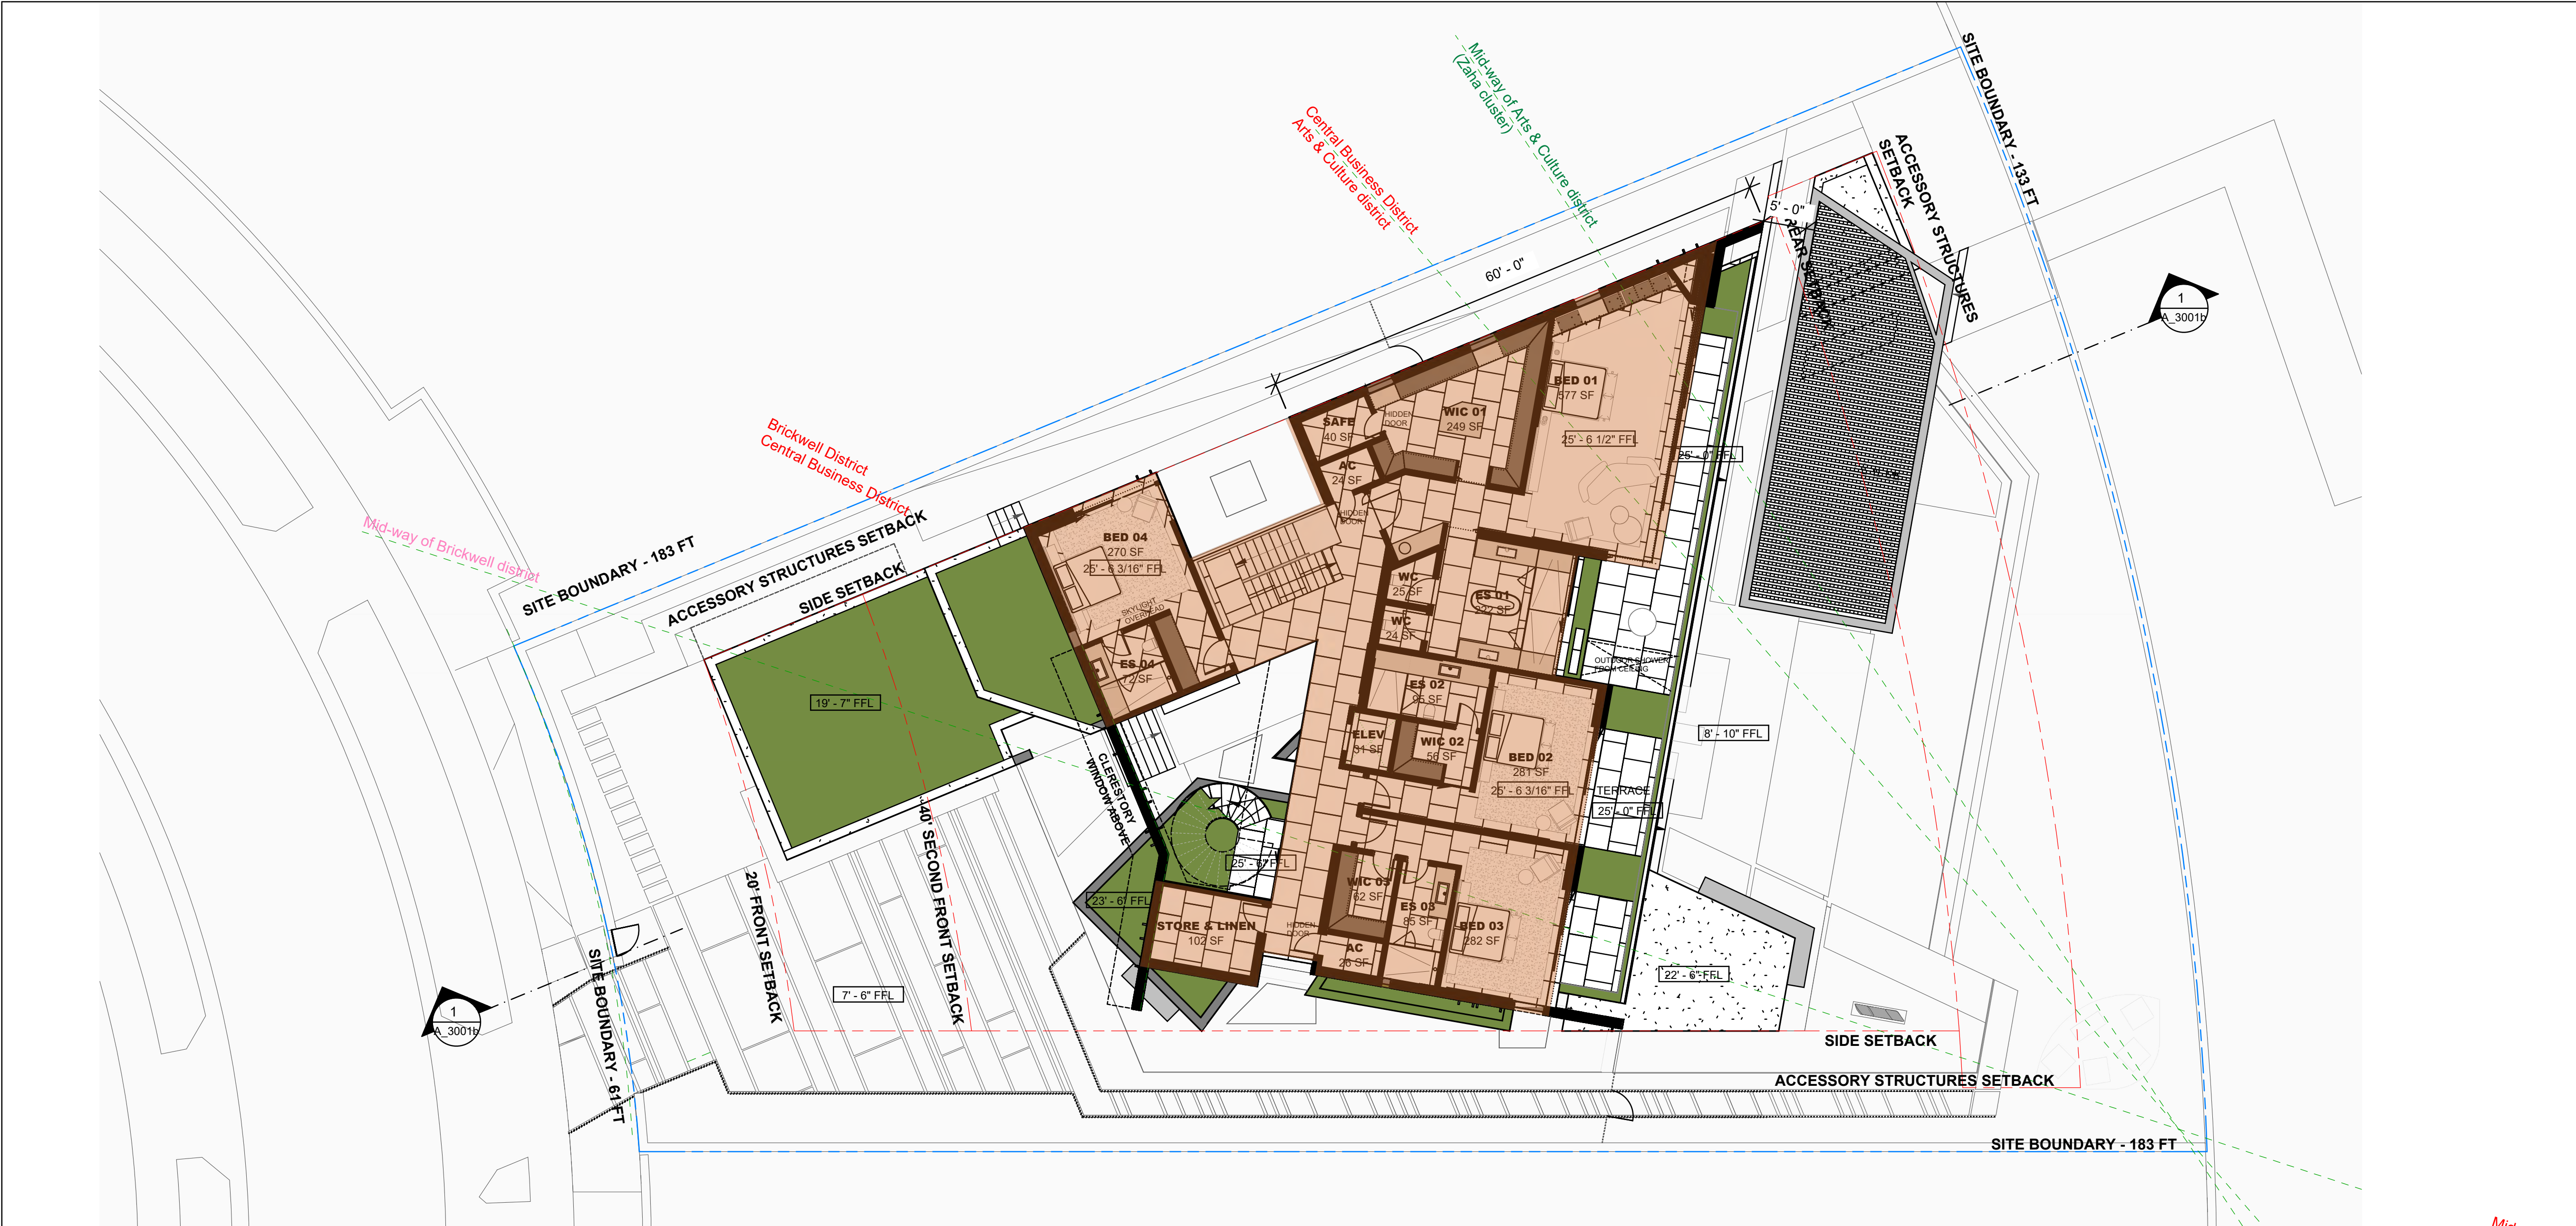 Mid-way of Arts & Culture district
(Zaha cluster)
Central Business District
Arts & Culture district
SITE BOUNDARY - 133 FT
ACCESSORY STRUCTURES
SETBACK
5' - 0"
REAR SETBACK
60' - 0"
1
A_3001b
Brickwell District
Central Business District
Mid-way of Brickwell district
SITE BOUNDARY - 183 FT
ACCESSORY STRUCTURES SETBACK
SIDE SETBACK
BED 01
577 SF
25' - 6 1/2" FFL
25' - 0" FFL
WIC 01
249 SF
HIDDEN
DOOR
SAFE
40 SF
AC
24 SF
HIDDEN
DOOR
BED 04
270 SF
25' - 6 3/16" FFL
SKYLIGHT
OVERHEAD
ES 04
72 SF
WC
25 SF
WC
24 SF
ES 01
222 SF
OUTDOOR SHOWER
FROM CEILING
ES 02
95 SF
ELEV
31 SF
WIC 02
56 SF
BED 02
281 SF
25' - 6 3/16" FFL
TERRACE
25' - 0" FFL
8' - 10" FFL
19' - 7" FFL
CLERESTORY
WINDOW ABOVE
25' - 6" FFL
23' - 6" FFL
STORE & LINEN
102 SF
HIDDEN
DOOR
WIC 03
62 SF
ES 03
85 SF
AC
26 SF
BED 03
282 SF
22' - 6" FFL
20' FRONT SETBACK
40' SECOND FRONT SETBACK
7' - 6" FFL
1
A_3001b
SITE BOUNDARY - 61 FT
SIDE SETBACK
ACCESSORY STRUCTURES SETBACK
SITE BOUNDARY - 183 FT